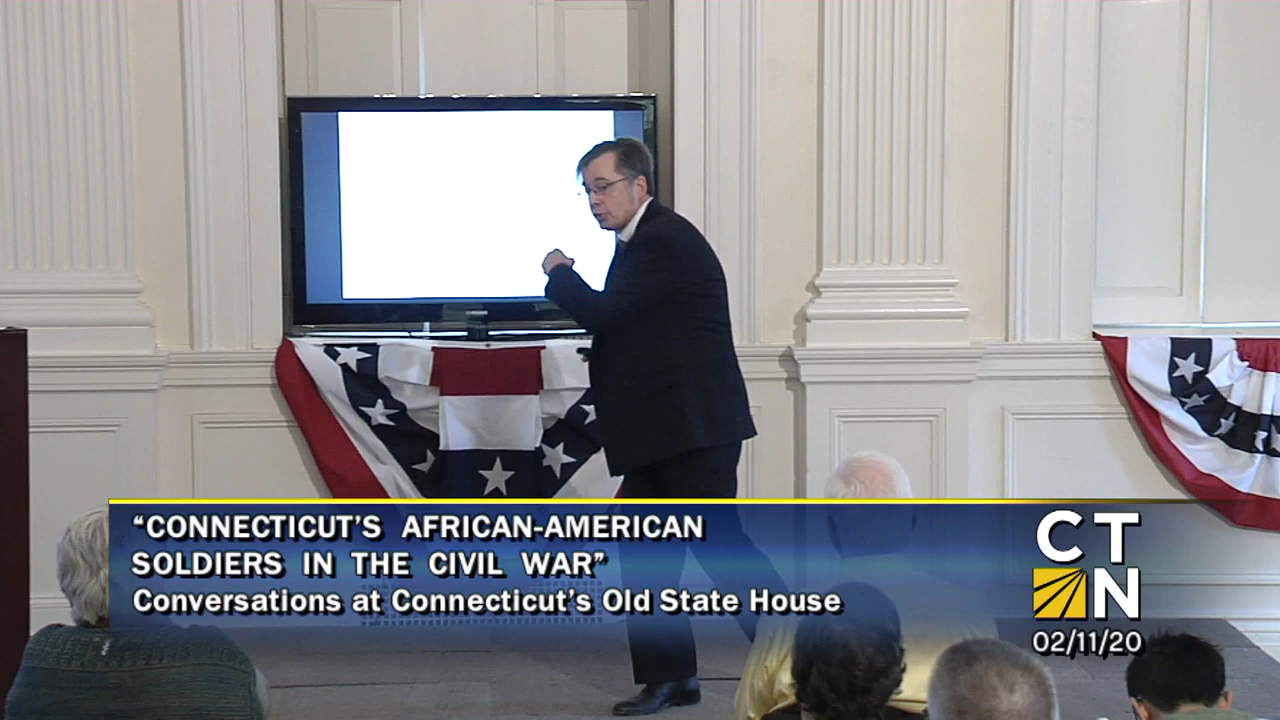 “CONNECTICUT’S AFRICAN-AMERICAN
SOLDIERS IN THE CIVIL WAR”
Conversations at Connecticut’s Old State House
CT
N
02/11/20